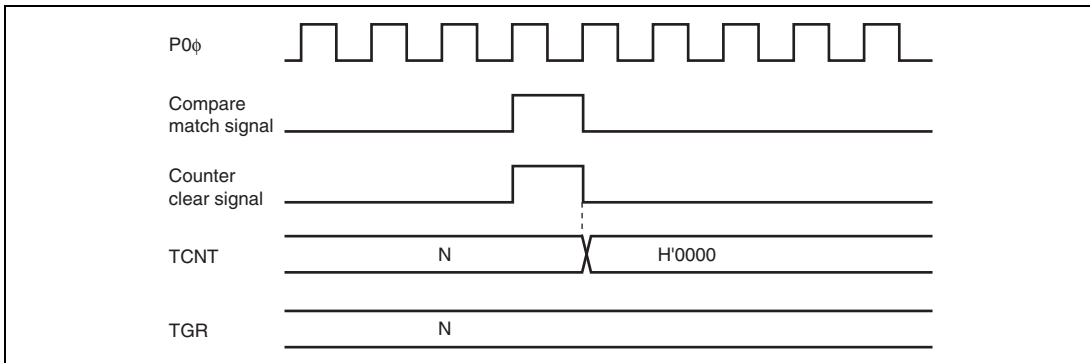 P0ϕ
Compare
match signal
Counter
clear signal
TCNT N H'0000
TGR N